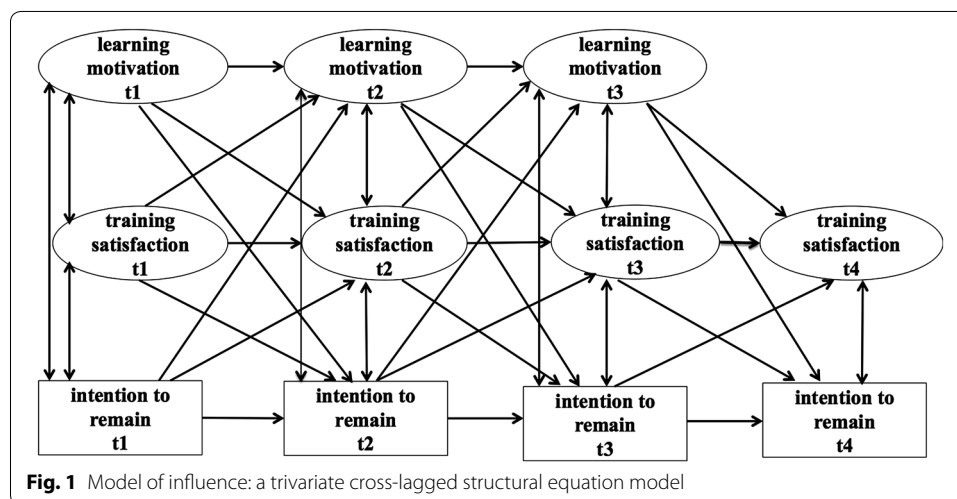 learning
motivation
t1
learning
motivation
t2
learning
motivation
t3
training
satisfaction
t1
training
satisfaction
t2
training
satisfaction
t3
training
satisfaction
t4
intention to
remain
t1
intention to
remain
t2
intention to
remain
t3
intention to
remain
t4
Fig. 1 Model of influence: a trivariate cross-lagged structural equation model